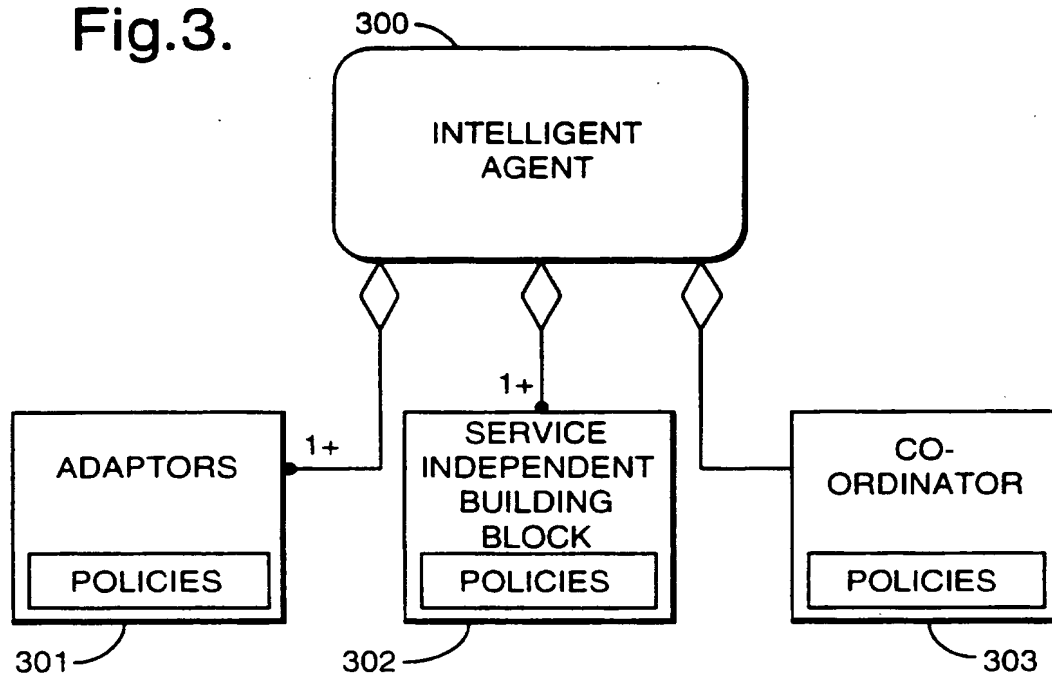 Fig.3.
300
INTELLIGENT
AGENT
1+
1+
ADAPTORS
POLICIES
301
SERVICE
INDEPENDENT
BUILDING
BLOCK
POLICIES
302
CO-
ORDINATOR
POLICIES
303